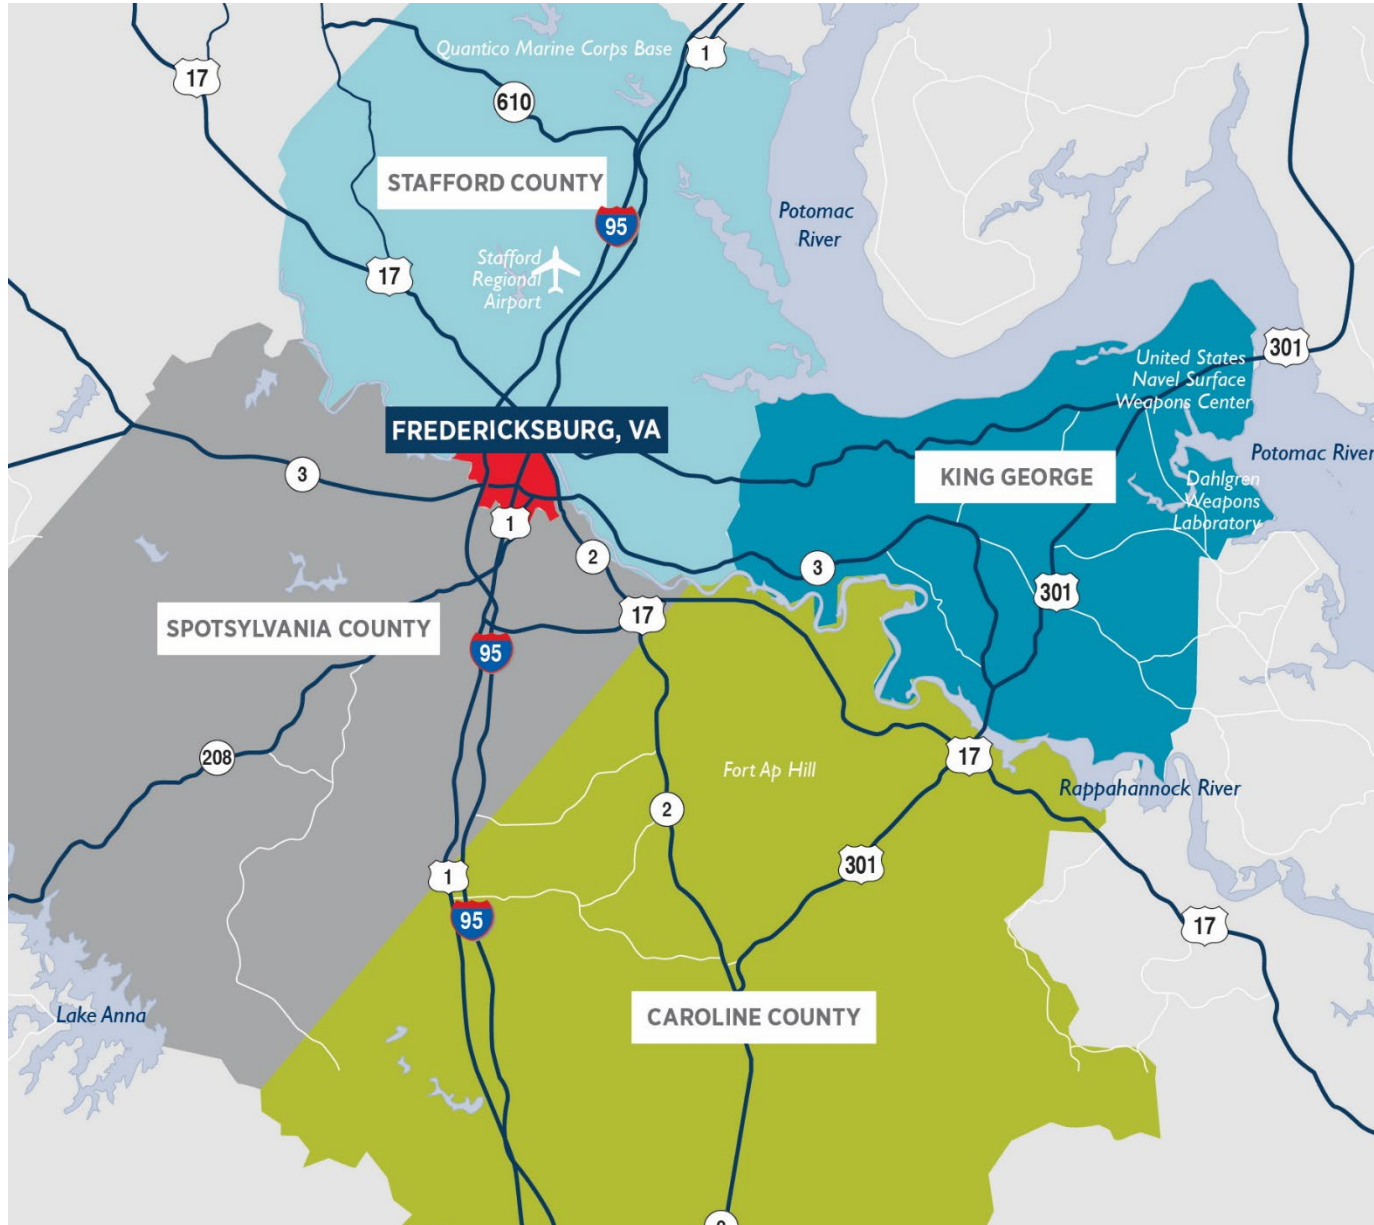 Quantico Marine Corps Base
1
17
610
STAFFORD COUNTY
95
Potomac
River
Stafford
Regional
Airport
17
301
United States
Navel Surface
Weapons Center
FREDERICKSBURG, VA
Potomac River
KING GEORGE
3
Dahlgren
Weapons
Laboratory
1
2
3
301
17
SPOTSYLVANIA COUNTY
95
208
Fort Ap Hill
17
Rappahannock River
2
301
1
95
17
Lake Anna
CAROLINE COUNTY